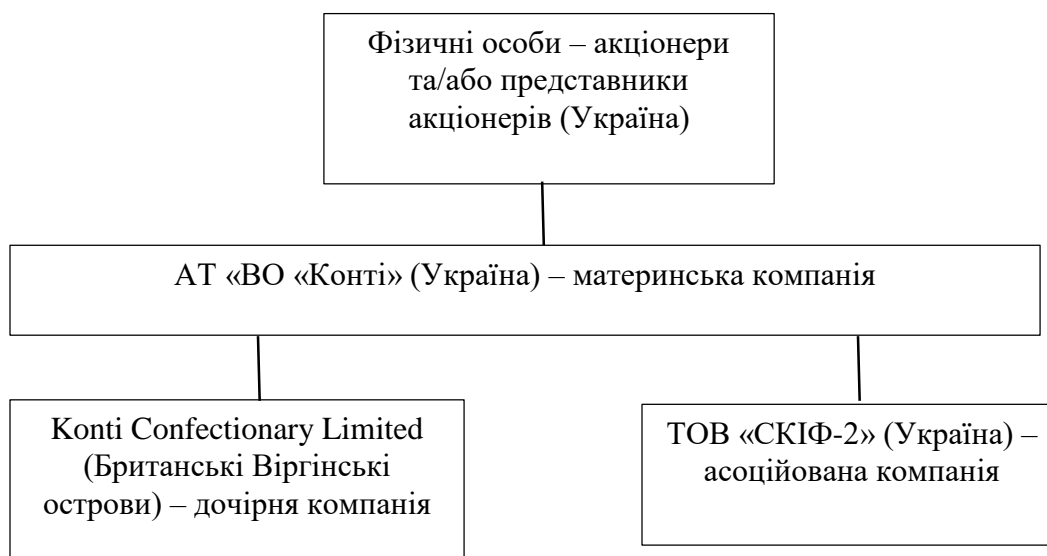 Фізичні особи – акціонери
та/або представники
акціонерів (Україна)
АТ «ВО «Конті» (Україна) – материнська компанія
Konti Confectionary Limited
(Британські Віргінські
острови) – дочірня компанія
ТОВ «СКІФ-2» (Україна) –
асоційована компанія